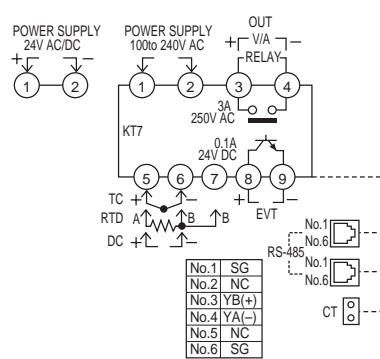 POWER SUPPLY
24V AC/DC
+ −
1 2
POWER SUPPLY
100to 240V AC
1 2
OUT
+ V/A −
RELAY
3 4
3A
250V AC
KT7
0.1A
24V DC
5 6 7 8 9
TC + −
+ −
EVT
RTD A B B
DC + −
RS-485
No.1
No.6
No.1
No.6
CT
No.1 SG
No.2 NC
No.3 YB(+)
No.4 YA(−)
No.5 NC
No.6 SG